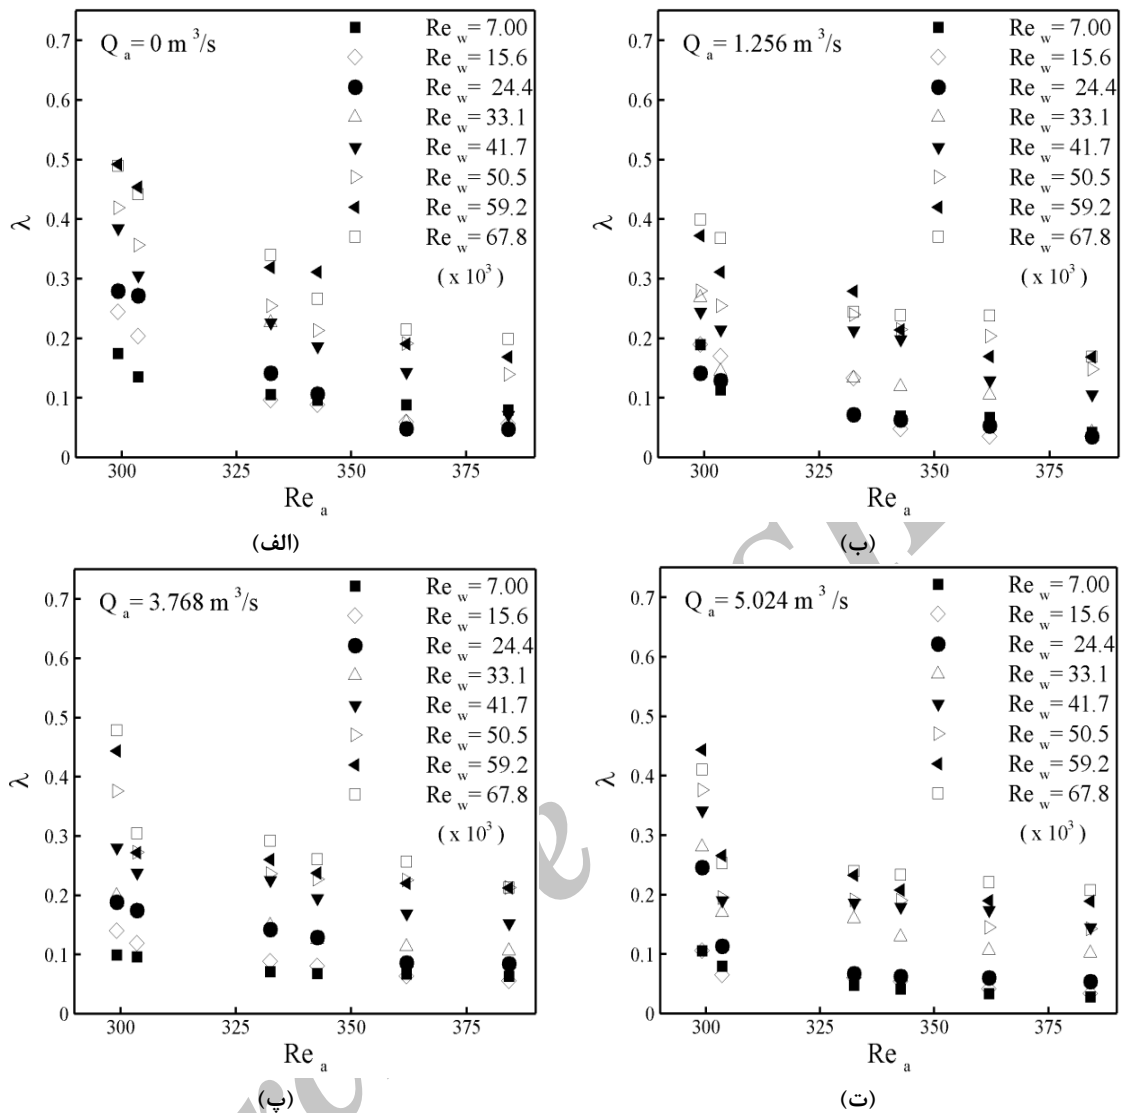 Q a = 0 m 3 /s
Re w = 7.00
Re w = 15.6
Re w = 24.4
Re w = 33.1
Re w = 41.7
Re w = 50.5
Re w = 59.2
Re w = 67.8
( x 10 3 )
0.7
0.6
0.5
0.4
0.3
0.2
0.1
0
λ
300
325
350
375
Re a
(الف)
Q a = 1.256 m 3 /s
Re w = 7.00
Re w = 15.6
Re w = 24.4
Re w = 33.1
Re w = 41.7
Re w = 50.5
Re w = 59.2
Re w = 67.8
( x 10 3 )
0.7
0.6
0.5
0.4
0.3
0.2
0.1
0
λ
300
325
350
375
Re a
(ب)
Q a = 3.768 m 3 /s
Re w = 7.00
Re w = 15.6
Re w = 24.4
Re w = 33.1
Re w = 41.7
Re w = 50.5
Re w = 59.2
Re w = 67.8
( x 10 3 )
0.7
0.6
0.5
0.4
0.3
0.2
0.1
0
λ
300
325
350
375
Re a
(پ)
Q a = 5.024 m 3 /s
Re w = 7.00
Re w = 15.6
Re w = 24.4
Re w = 33.1
Re w = 41.7
Re w = 50.5
Re w = 59.2
Re w = 67.8
( x 10 3 )
0.7
0.6
0.5
0.4
0.3
0.2
0.1
0
λ
300
325
350
375
Re a
(ت)